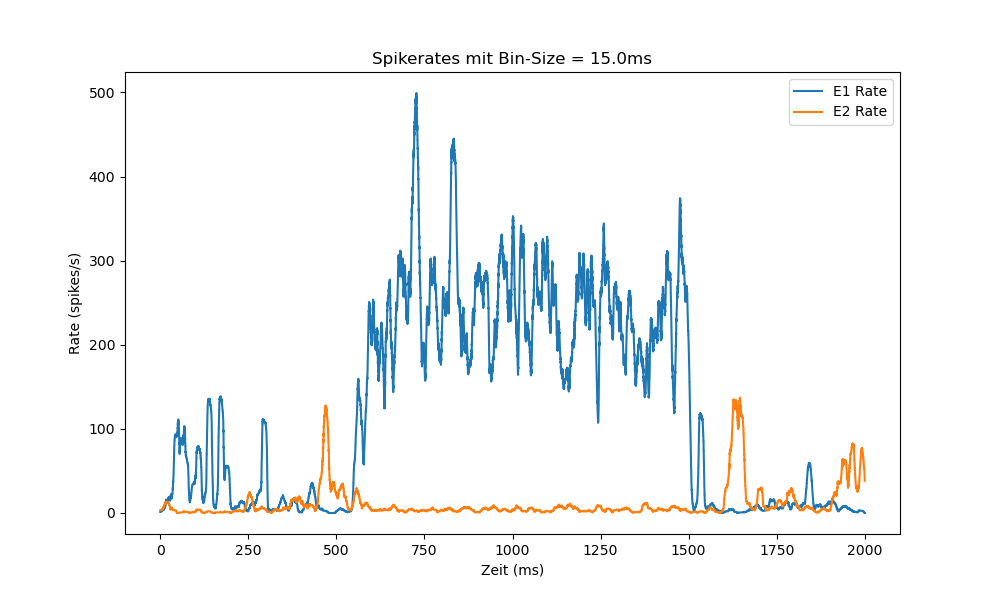 Spikerates mit Bin-Size = 15.0ms
E1 Rate
E2 Rate
500
400
300
200
100
0
Rate (spikes/s)
0 250 500 750 1000 1250 1500 1750 2000
Zeit (ms)